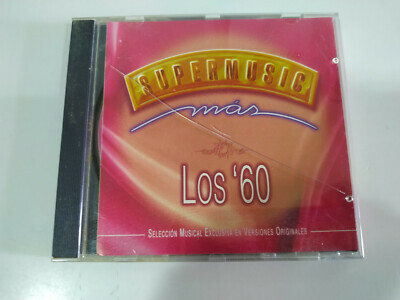 SUPERMUSIC
más
LOS '60
SELECCIÓN MUSICAL EXCLUSIVA EN VERSIONES ORIGINALES